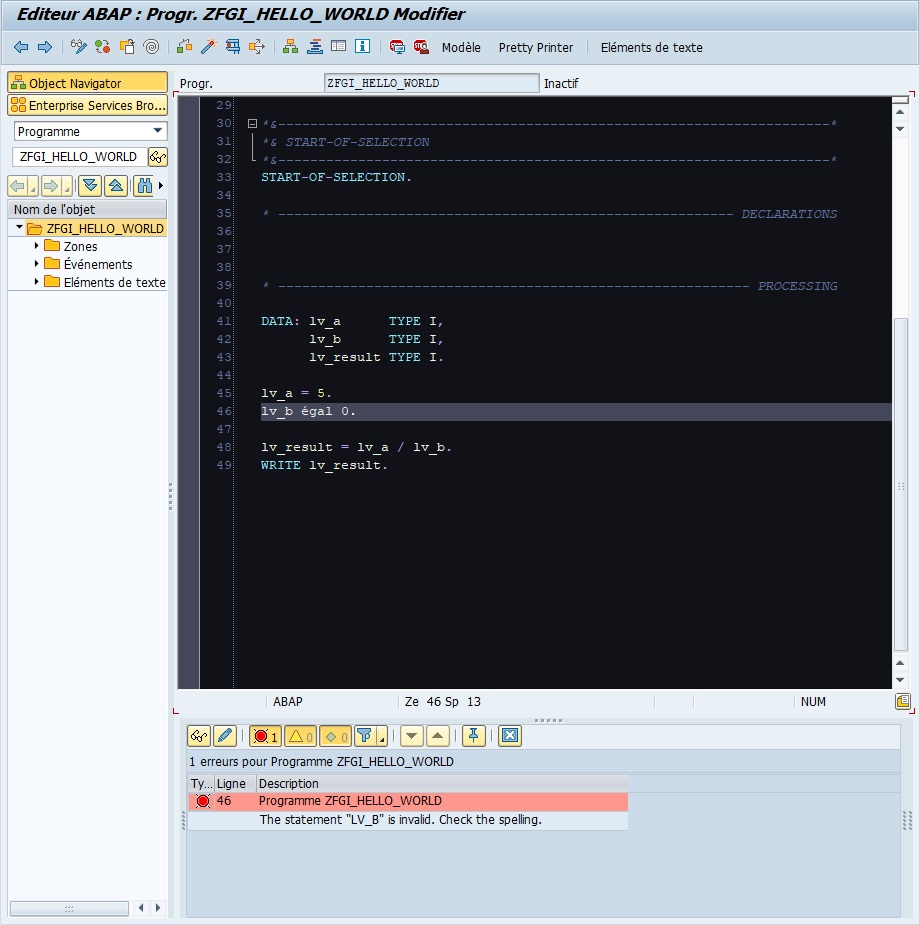 Editeur ABAP : Progr. ZFGI_HELLO_WORLD Modifier
Modèle Pretty Printer Eléments de texte
Object Navigator
Enterprise Services Bro...
Programme
ZFGI_HELLO_WORLD
Nom de l'objet
ZFGI_HELLO_WORLD
Zones
Événements
Eléments de texte
Progr. ZFGI_HELLO_WORLD Inactif
29
30 *&---------------------------------------------------------------------*
31 *& START-OF-SELECTION
32 *&---------------------------------------------------------------------*
33 START-OF-SELECTION.
34
35 * --------------------------------------------------------- DECLARATIONS
36
37
38
39 * ----------------------------------------------------------- PROCESSING
40
41 DATA: lv_a      TYPE I,
42       lv_b      TYPE I,
43       lv_result TYPE I.
44
45 lv_a = 5.
46 lv_b égal 0.
47
48 lv_result = lv_a / lv_b.
49 WRITE lv_result.
ABAP Ze 46 Sp 13 NUM
1 0 0
1 erreurs pour Programme ZFGI_HELLO_WORLD
Ty... Ligne Description
46 Programme ZFGI_HELLO_WORLD
The statement "LV_B" is invalid. Check the spelling.